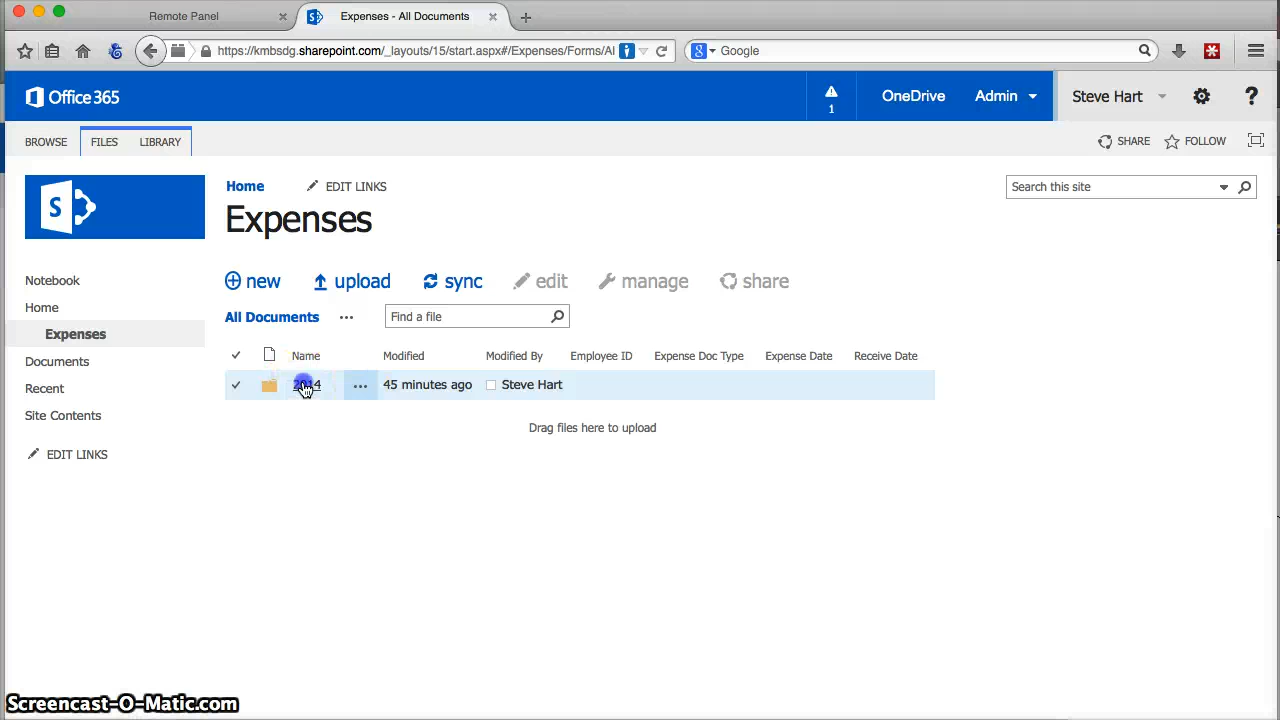 Remote Panel
Expenses - All Documents
https://kmbsdg.sharepoint.com/_layouts/15/start.aspx#/Expenses/Forms/Al
Google
Office 365
1
OneDrive
Admin
Steve Hart
?
BROWSE
FILES
LIBRARY
SHARE
FOLLOW
S
Home
EDIT LINKS
Search this site
Expenses
new
upload
sync
edit
manage
share
Notebook
Home
Expenses
Documents
Recent
Site Contents
EDIT LINKS
All Documents
...
Find a file
Name Modified Modified By Employee ID Expense Doc Type Expense Date Receive Date
2014 ... 45 minutes ago Steve Hart
Drag files here to upload
Screencast-O-Matic.com